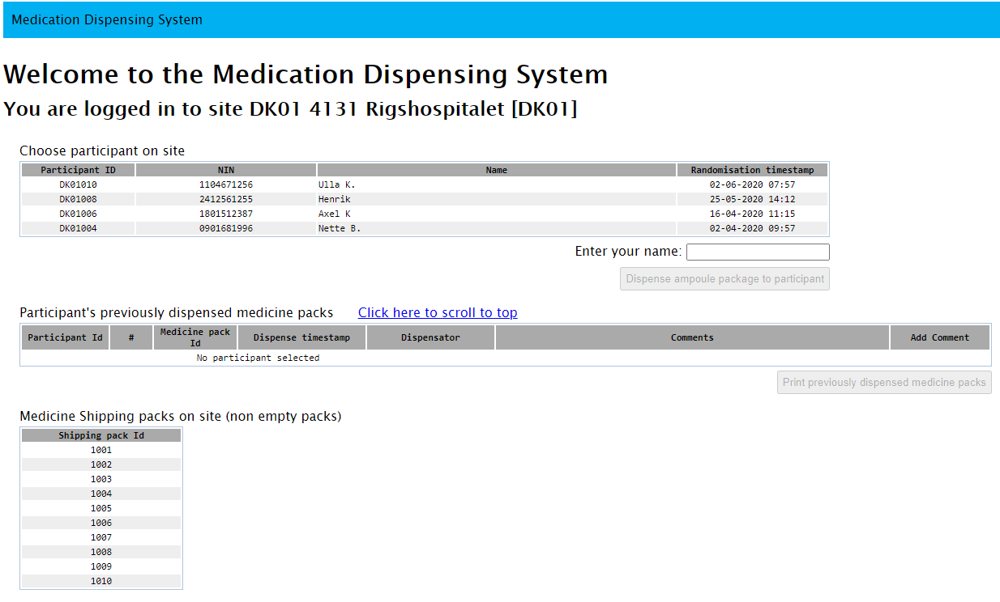 Medication Dispensing System
Welcome to the Medication Dispensing System
You are logged in to site DK01 4131 Rigshospitalet [DK01]
Choose participant on site
Participant ID NIN Name Randomisation timestamp
DK01010 1104671256 Ulla K. 02-06-2020 07:57
DK01008 2412561255 Henrik 25-05-2020 14:12
DK01006 1801512387 Axel K 16-04-2020 11:15
DK01004 0901681996 Nette B. 02-04-2020 09:57
Enter your name:
Dispense ampoule package to participant
Participant's previously dispensed medicine packs Click here to scroll to top
Participant Id # Medicine pack Id Dispense timestamp Dispensator Comments Add Comment
No participant selected
Print previously dispensed medicine packs
Medicine Shipping packs on site (non empty packs)
Shipping pack Id
1001
1002
1003
1004
1005
1006
1007
1008
1009
1010